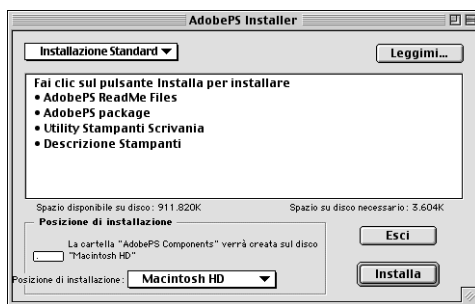 AdobePS Installer
Installazione Standard
Leggimi...
Fai clic sul pulsante Installa per installare
• AdobePS ReadMe Files
• AdobePS package
• Utility Stampanti Scrivania
• Descrizione Stampanti
Spazio disponibile su disco: 911.820K Spazio su disco necessario: 3.604K
Posizione di installazione
La cartella "AdobePS Components" verrà creata sul disco
"Macintosh HD"
Esci
Posizione di installazione: Macintosh HD
Installa